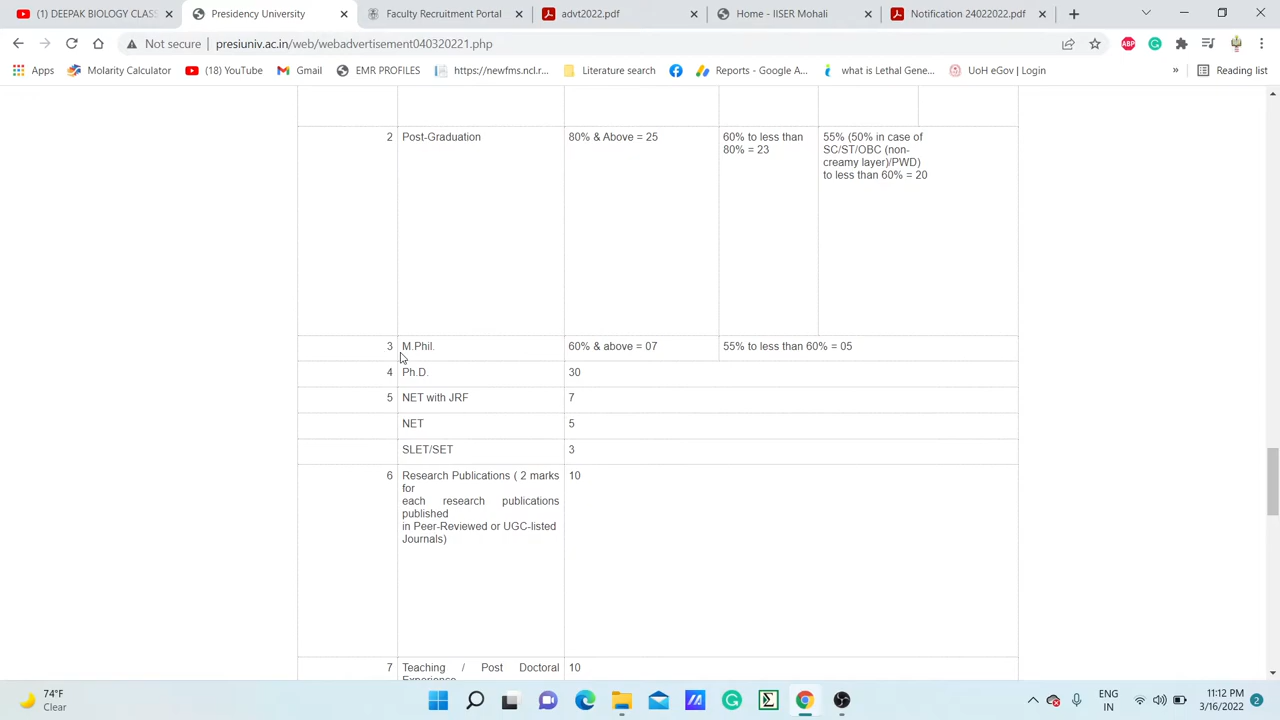 (1) DEEPAK BIOLOGY CLASS
Presidency University
Faculty Recruitment Portal
advt2022.pdf
Home - IISER Mohali
Notification 24022022.pdf
Not secure
presiuniv.ac.in/web/webadvertisement040320221.php
Apps
Molarity Calculator
(18) YouTube
Gmail
EMR PROFILES
https://newfms.ncl.r...
Literature search
Reports - Google A...
what is Lethal Gene...
UoH eGov | Login
»
Reading list
2 Post-Graduation 80% & Above = 25 60% to less than 55% (50% in case of
80% = 23 SC/ST/OBC (non-
creamy layer)/PWD)
to less than 60% = 20
3 M.Phil. 60% & above = 07 55% to less than 60% = 05
4 Ph.D. 30
5 NET with JRF 7
NET 5
SLET/SET 3
6 Research Publications ( 2 marks 10
for
each research publications
published
in Peer-Reviewed or UGC-listed
Journals)
7 Teaching / Post Doctoral 10
Experience
74°F
Clear
ENG
IN
11:12 PM
3/16/2022
2